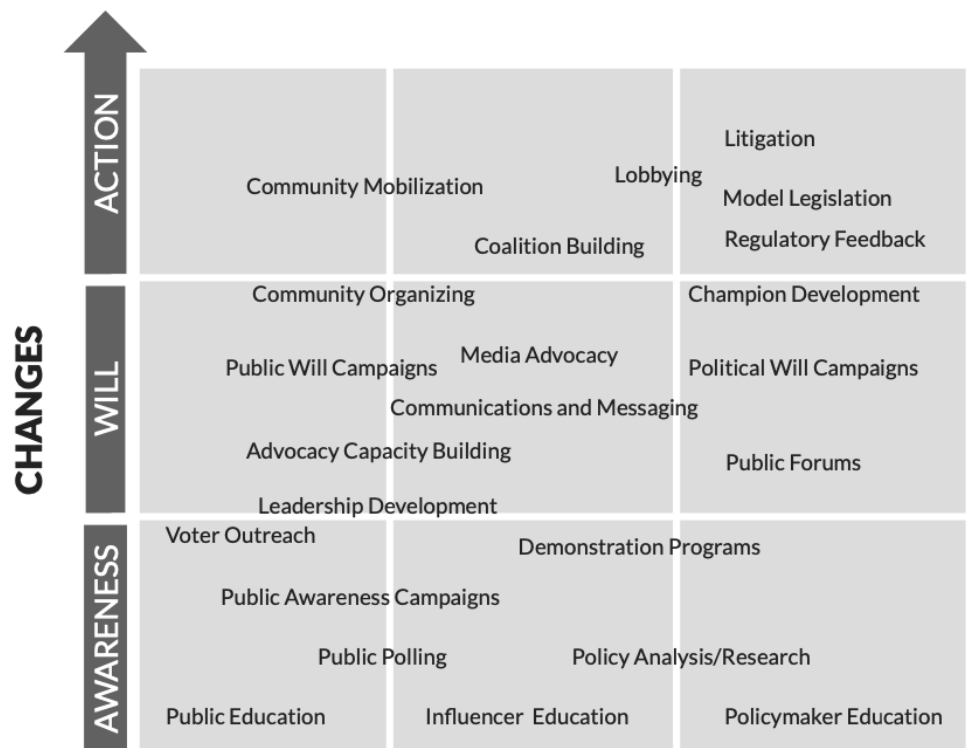 CHANGES
ACTION
Litigation
Lobbying
Community Mobilization
Model Legislation
Regulatory Feedback
Coalition Building
WILL
Community Organizing
Champion Development
Media Advocacy
Public Will Campaigns
Political Will Campaigns
Communications and Messaging
Advocacy Capacity Building
Public Forums
Leadership Development
AWARENESS
Voter Outreach
Demonstration Programs
Public Awareness Campaigns
Public Polling
Policy Analysis/Research
Public Education
Influencer Education
Policymaker Education